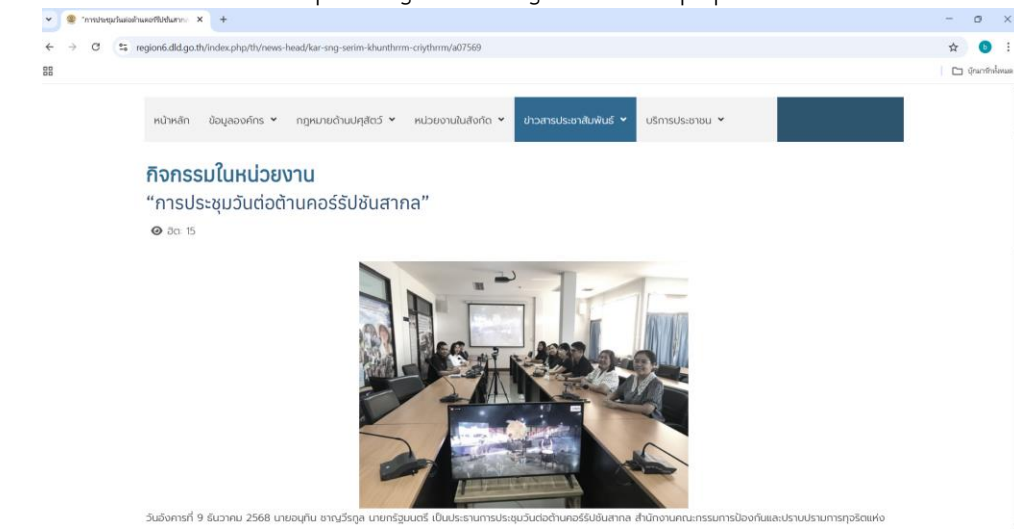 "การประชุมวันต่อต้านคอร์รัปชันสากล
region6.dld.go.th/index.php/th/news-head/kar-sng-serim-khunthrrm-criythrrm/a07569
บุ๊กมาร์กทั้งหมด
หน้าหลัก ข้อมูลองค์กร กฎหมายด้านปศุสัตว์ หน่วยงานในสังกัด ข่าวสารประชาสัมพันธ์ บริการประชาชน
กิจกรรมในหน่วยงาน
“การประชุมวันต่อต้านคอร์รัปชันสากล”
ฮิต: 15
วันอังคารที่ 9 ธันวาคม 2568 นายอนุทิน ชาญวีรกูล นายกรัฐมนตรี เป็นประธานการประชุมวันต่อต้านคอร์รัปชันสากล สำนักงานคณะกรรมการป้องกันและปราบปรามการทุจริตแห่ง